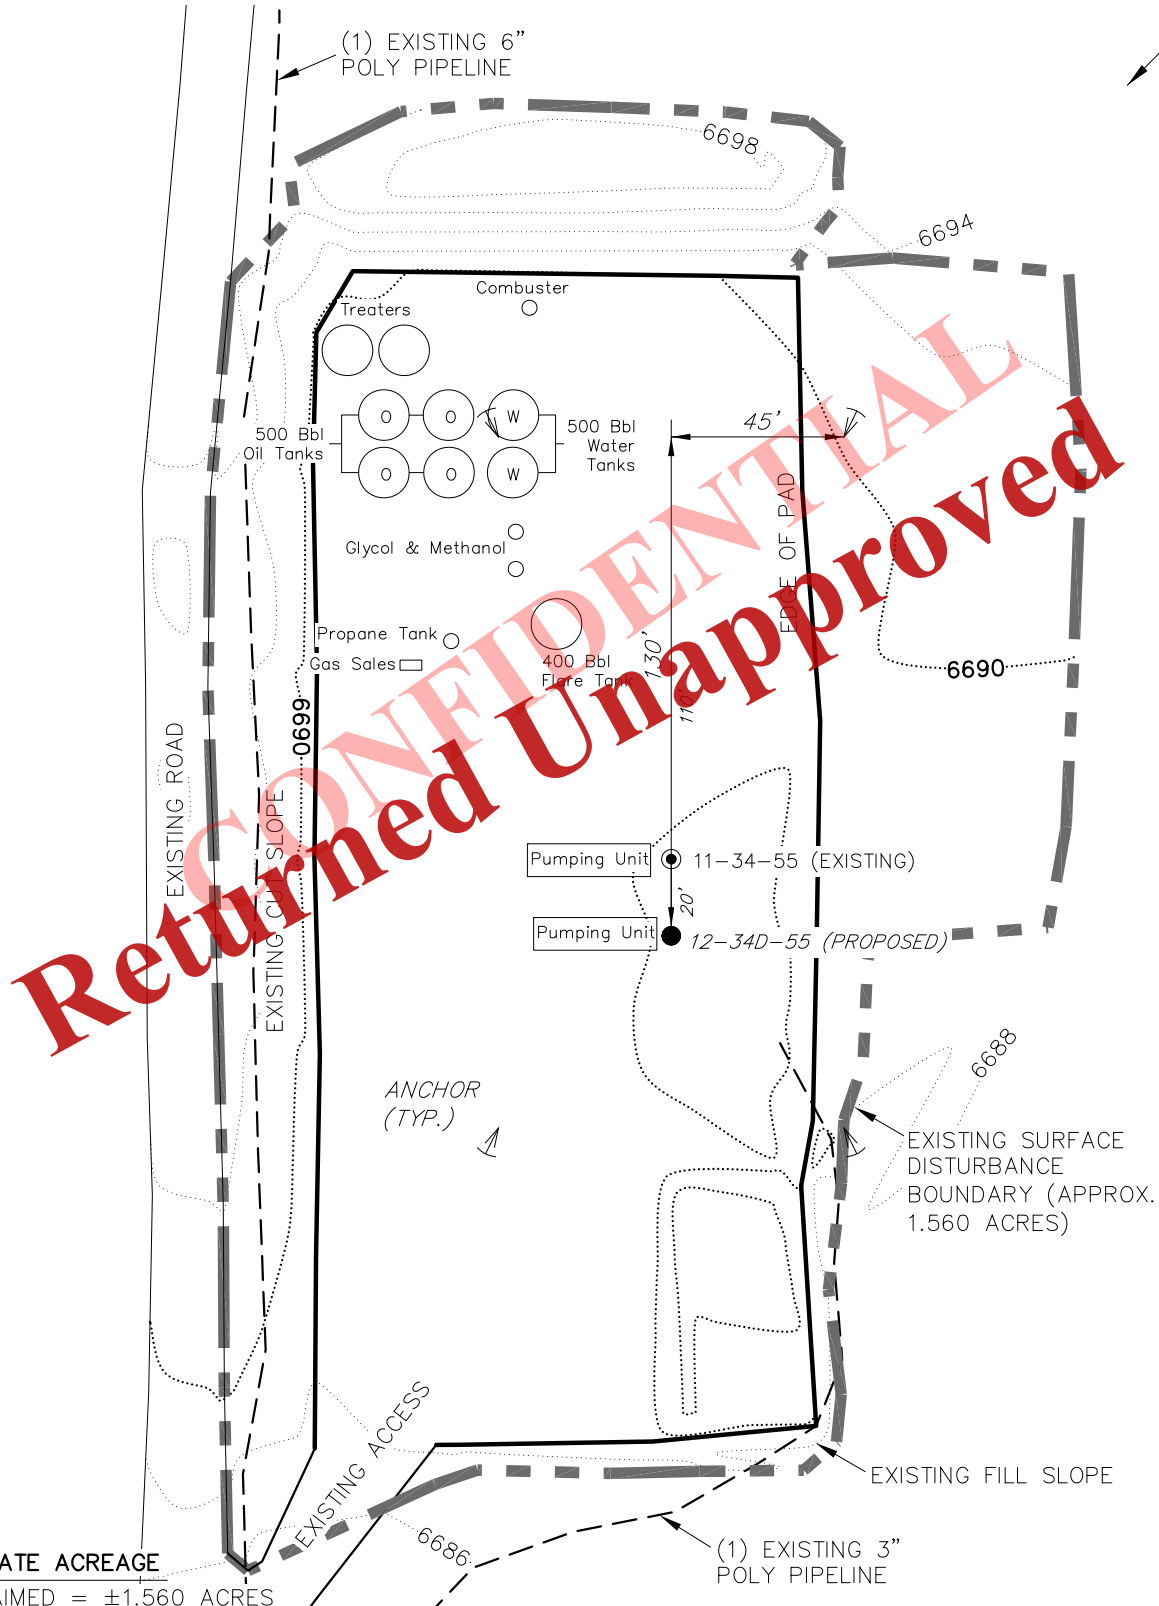 (1) EXISTING 6"
POLY PIPELINE
6698
6694
Combuster
Treaters
O O W
500 Bbl
Oil Tanks
500 Bbl
Water
Tanks
O O W
45'
EDGE OF PAD
Glycol & Methanol
Propane Tank
Gas Sales
400 Bbl
Flare Tank
130'
110'
6690
6690
EXISTING ROAD
EXISTING CUT SLOPE
CONFIDENTIAL
Returned Unapproved
Pumping Unit
11-34-55 (EXISTING)
20'
Pumping Unit
12-34D-55 (PROPOSED)
6688
ANCHOR
(TYP.)
EXISTING SURFACE
DISTURBANCE
BOUNDARY (APPROX.
1.560 ACRES)
EXISTING ACCESS
EXISTING FILL SLOPE
6686
(1) EXISTING 3"
POLY PIPELINE
ATE ACREAGE
AIMED = ±1.560 ACRES